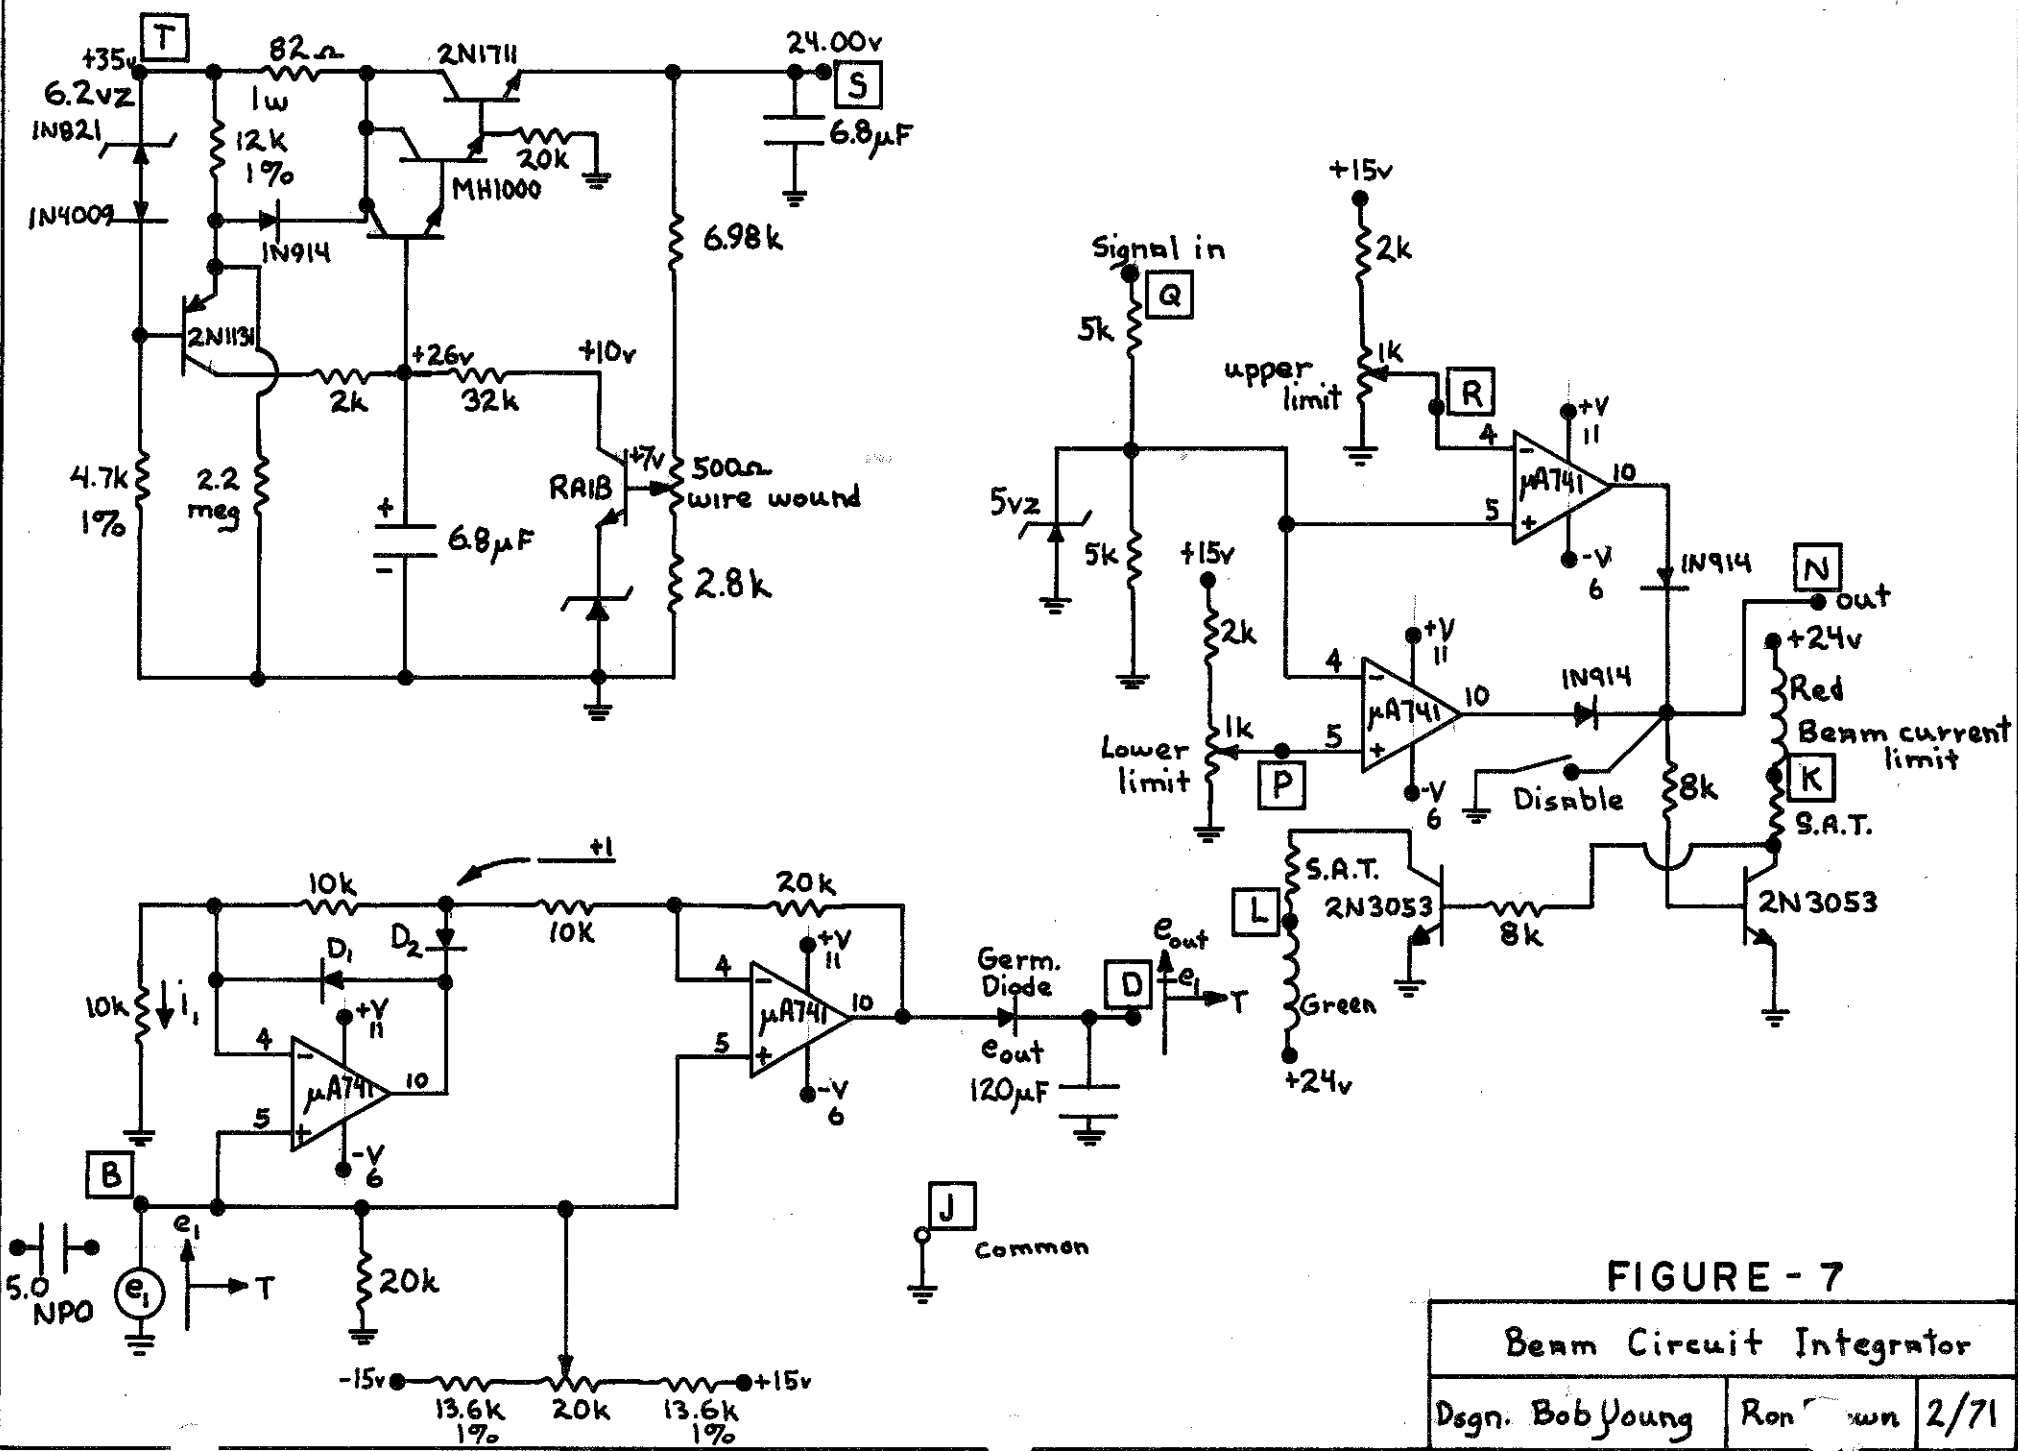 T
+35v
82Ω
1w
2N1711
24.00v
S
6.2vz
1N821
12k
1%
20k
6.8μF
MH1000
1N4009
1N914
6.98k
2N1131
+26v
+10v
2k
32k
+7v
500Ω
wire wound
RA1B
4.7k
1%
2.2
meg
+
6.8μF
-
2.8k
+15v
2k
Signal in
Q
5k
1k
upper
limit
R
+V
11
4
-
μA741
10
5
+
-V
6
5vz
5k
+15v
2k
1N914
N
out
+24v
+V
11
4
-
μA741
10
1N914
Red
Beam current
limit
Lower
limit
1k
5
+
P
-V
6
Disable
8k
K
S.A.T.
+1
10k
10k
20k
S.A.T.
L
2N3053
8k
2N3053
Green
+24v
D1
D2
10k
i1
+V
11
4
-
μA741
10
5
+
-V
6
+V
11
4
-
μA741
10
5
+
-V
6
Germ.
Diode
D
eout
e1
T
eout
120μF
B
e1
T
e1
5.0
NPO
20k
J
Common
-15v
13.6k
1%
20k
13.6k
1%
+15v
FIGURE - 7
Beam Circuit Integrator
Dsgn. Bob Young
Ron
2/71